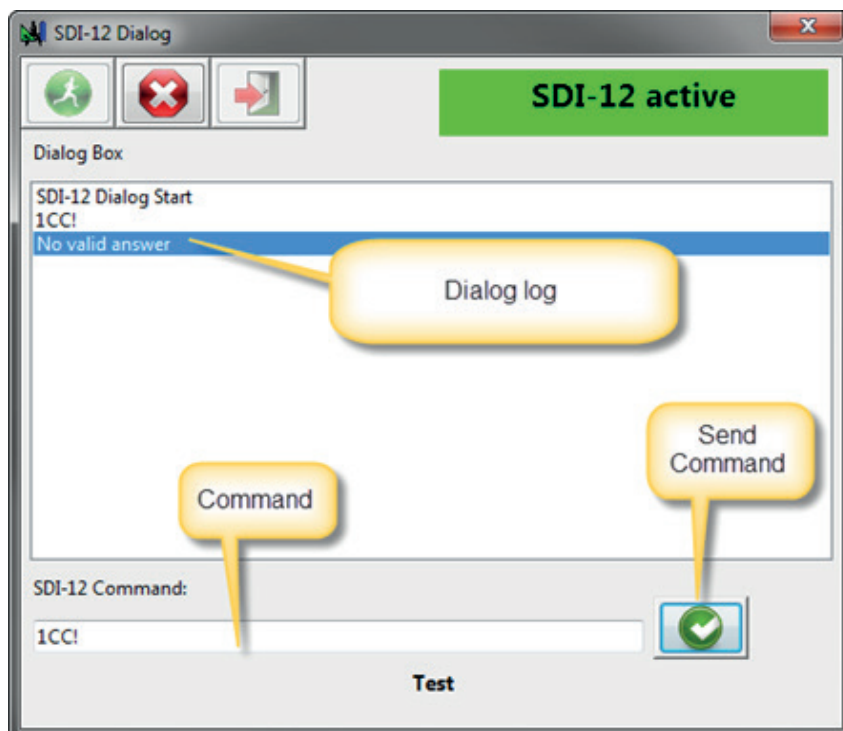 SDI-12 Dialog
SDI-12 active
Dialog Box
SDI-12 Dialog Start
1CC!
No valid answer
Dialog log
Send
Command
Command
SDI-12 Command:
1CC!
Test